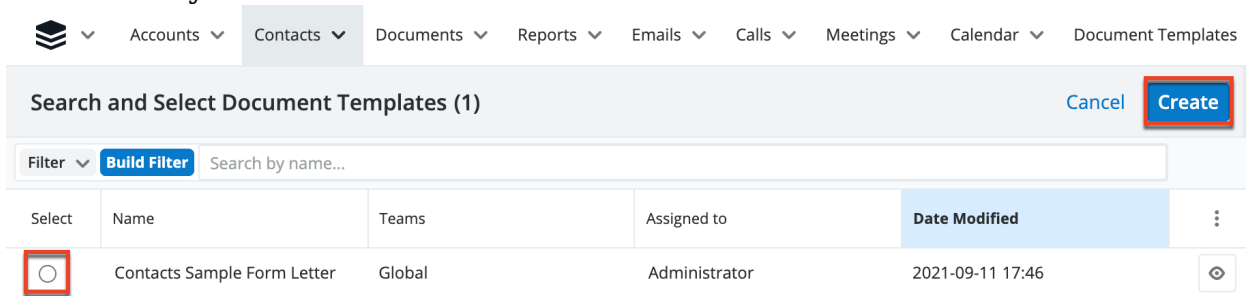 Accounts Contacts Documents Reports Emails Calls Meetings Calendar Document Templates
Search and Select Document Templates (1) Cancel Create
Filter Build Filter Search by name...
Select Name Teams Assigned to Date Modified
Contacts Sample Form Letter Global Administrator 2021-09-11 17:46